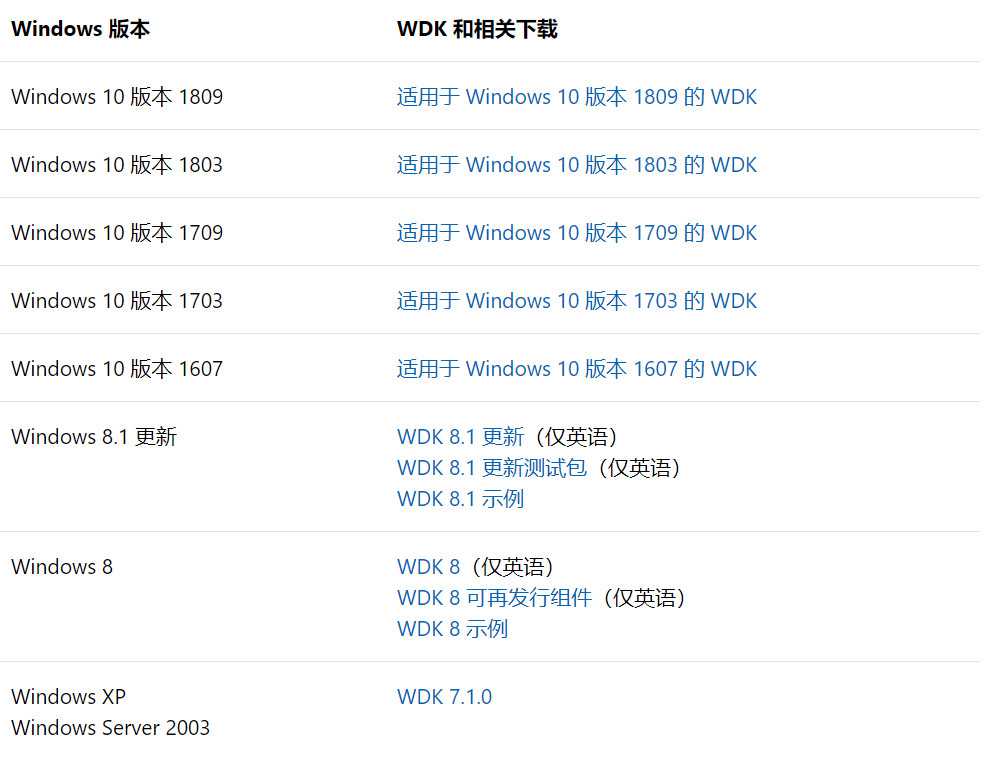 Windows 版本 WDK 和相关下载
Windows 10 版本 1809 适用于 Windows 10 版本 1809 的 WDK
Windows 10 版本 1803 适用于 Windows 10 版本 1803 的 WDK
Windows 10 版本 1709 适用于 Windows 10 版本 1709 的 WDK
Windows 10 版本 1703 适用于 Windows 10 版本 1703 的 WDK
Windows 10 版本 1607 适用于 Windows 10 版本 1607 的 WDK
Windows 8.1 更新 WDK 8.1 更新（仅英语）
WDK 8.1 更新测试包（仅英语）
WDK 8.1 示例
Windows 8 WDK 8（仅英语）
WDK 8 可再发行组件（仅英语）
WDK 8 示例
Windows XP WDK 7.1.0
Windows Server 2003